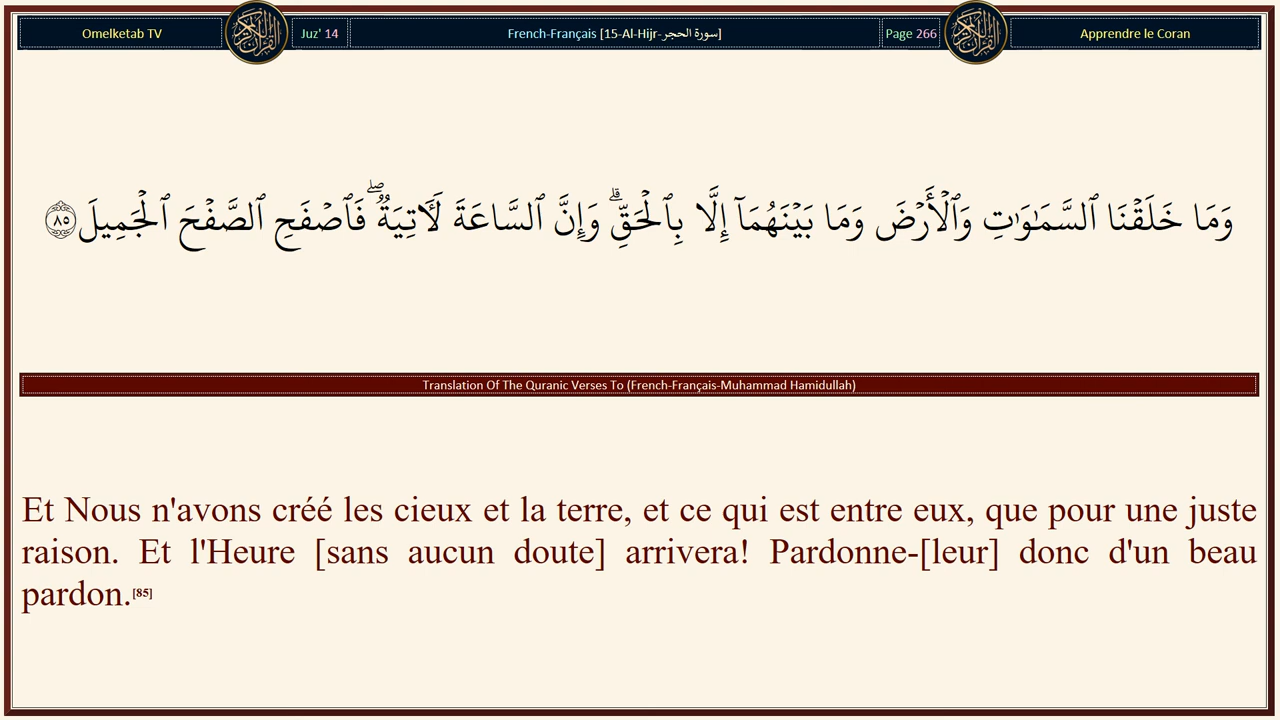 Omelketab TV
Juz' 14
French-Français [15-Al-Hijr-سورة الحجر]
Page 266
Apprendre le Coran
وَمَا خَلَقۡنَا ٱلسَّمَٰوَٰتِ وَٱلۡأَرۡضَ وَمَا بَيۡنَهُمَآ إِلَّا بِٱلۡحَقِّۗ وَإِنَّ ٱلسَّاعَةَ لَأٓتِيَةٞۖ فَٱصۡفَحِ ٱلصَّفۡحَ ٱلۡجَمِيلَ ٨٥
Translation Of The Quranic Verses To (French-Français-Muhammad Hamidullah)
Et Nous n'avons créé les cieux et la terre, et ce qui est entre eux, que pour une juste
raison. Et l'Heure [sans aucun doute] arrivera! Pardonne-[leur] donc d'un beau
pardon.[85]